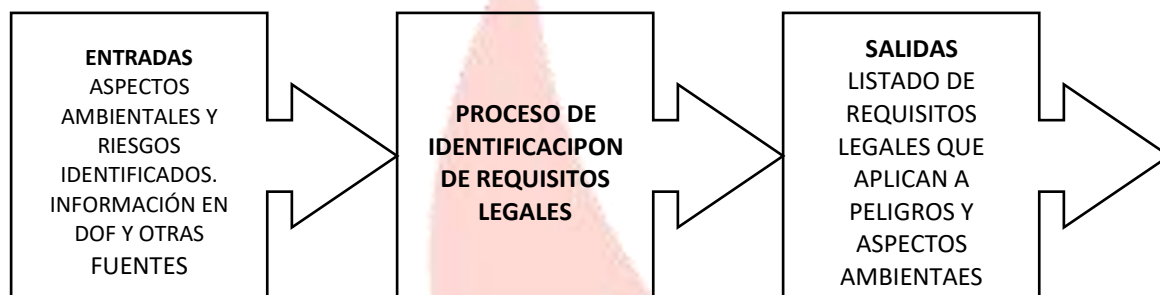 ENTRADAS
ASPECTOS
AMBIENTALES Y
RIESGOS
IDENTIFICADOS.
INFORMACIÓN EN
DOF Y OTRAS
FUENTES
PROCESO DE
IDENTIFICACIPON
DE REQUISITOS
LEGALES
SALIDAS
LISTADO DE
REQUISITOS
LEGALES QUE
APLICAN A
PELIGROS Y
ASPECTOS
AMBIENTAES